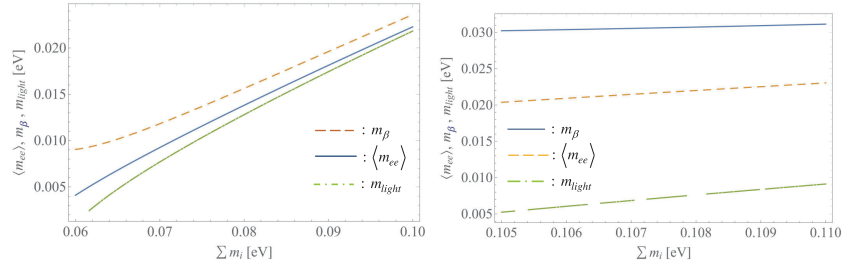 ⟨m_ee⟩, m_β, m_light [eV]
0.020
0.015
0.010
0.005
: m_β
: ⟨m_ee⟩
: m_light
0.06 0.07 0.08 0.09 0.10
∑ m_i [eV]
⟨m_ee⟩, m_β, m_light [eV]
0.030
0.025
0.020
0.015
0.010
0.005
: m_β
: ⟨m_ee⟩
: m_light
0.105 0.106 0.107 0.108 0.109 0.110
∑ m_i [eV]